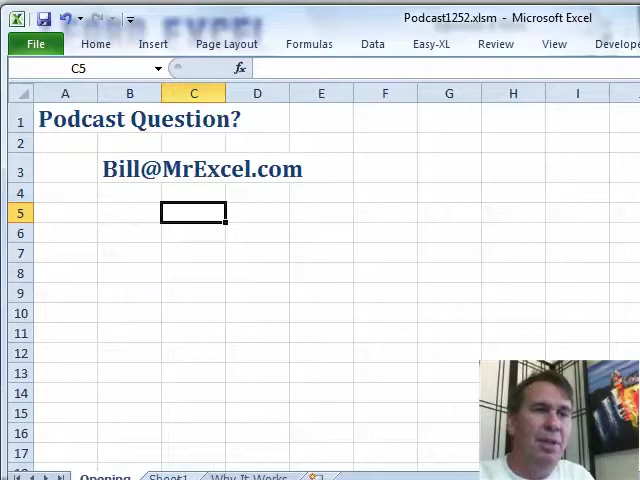 Podcast1252.xlsm - Microsoft Excel
File Home Insert Page Layout Formulas Data Easy-XL Review View Develope
C5 fx
A B C D E F G H I
1 Podcast Question?
2
3 Bill@MrExcel.com
4
5
6
7
8
9
10
11
12
13
14
15
16
17
Opening Sheet1 Why It Works